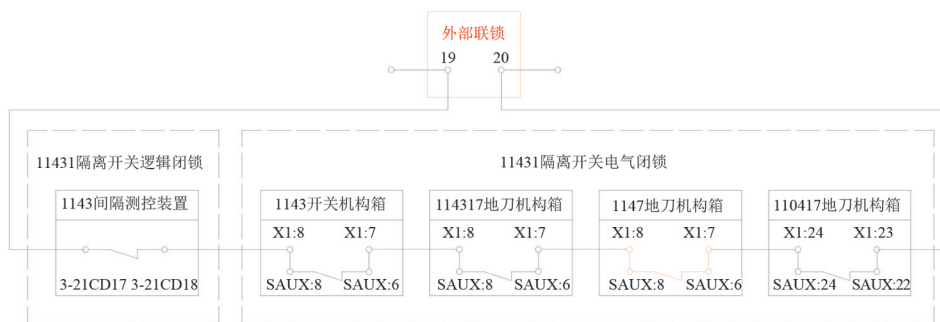 外部联锁
19 20
11431隔离开关逻辑闭锁
11431隔离开关电气闭锁
1143间隔测控装置
1143开关机构箱
114317地刀机构箱
1147地刀机构箱
110417地刀机构箱
X1:8 X1:7
X1:8 X1:7
X1:8 X1:7
X1:24 X1:23
3-21CD17 3-21CD18
SAUX:8 SAUX:6
SAUX:8 SAUX:6
SAUX:8 SAUX:6
SAUX:24 SAUX:22